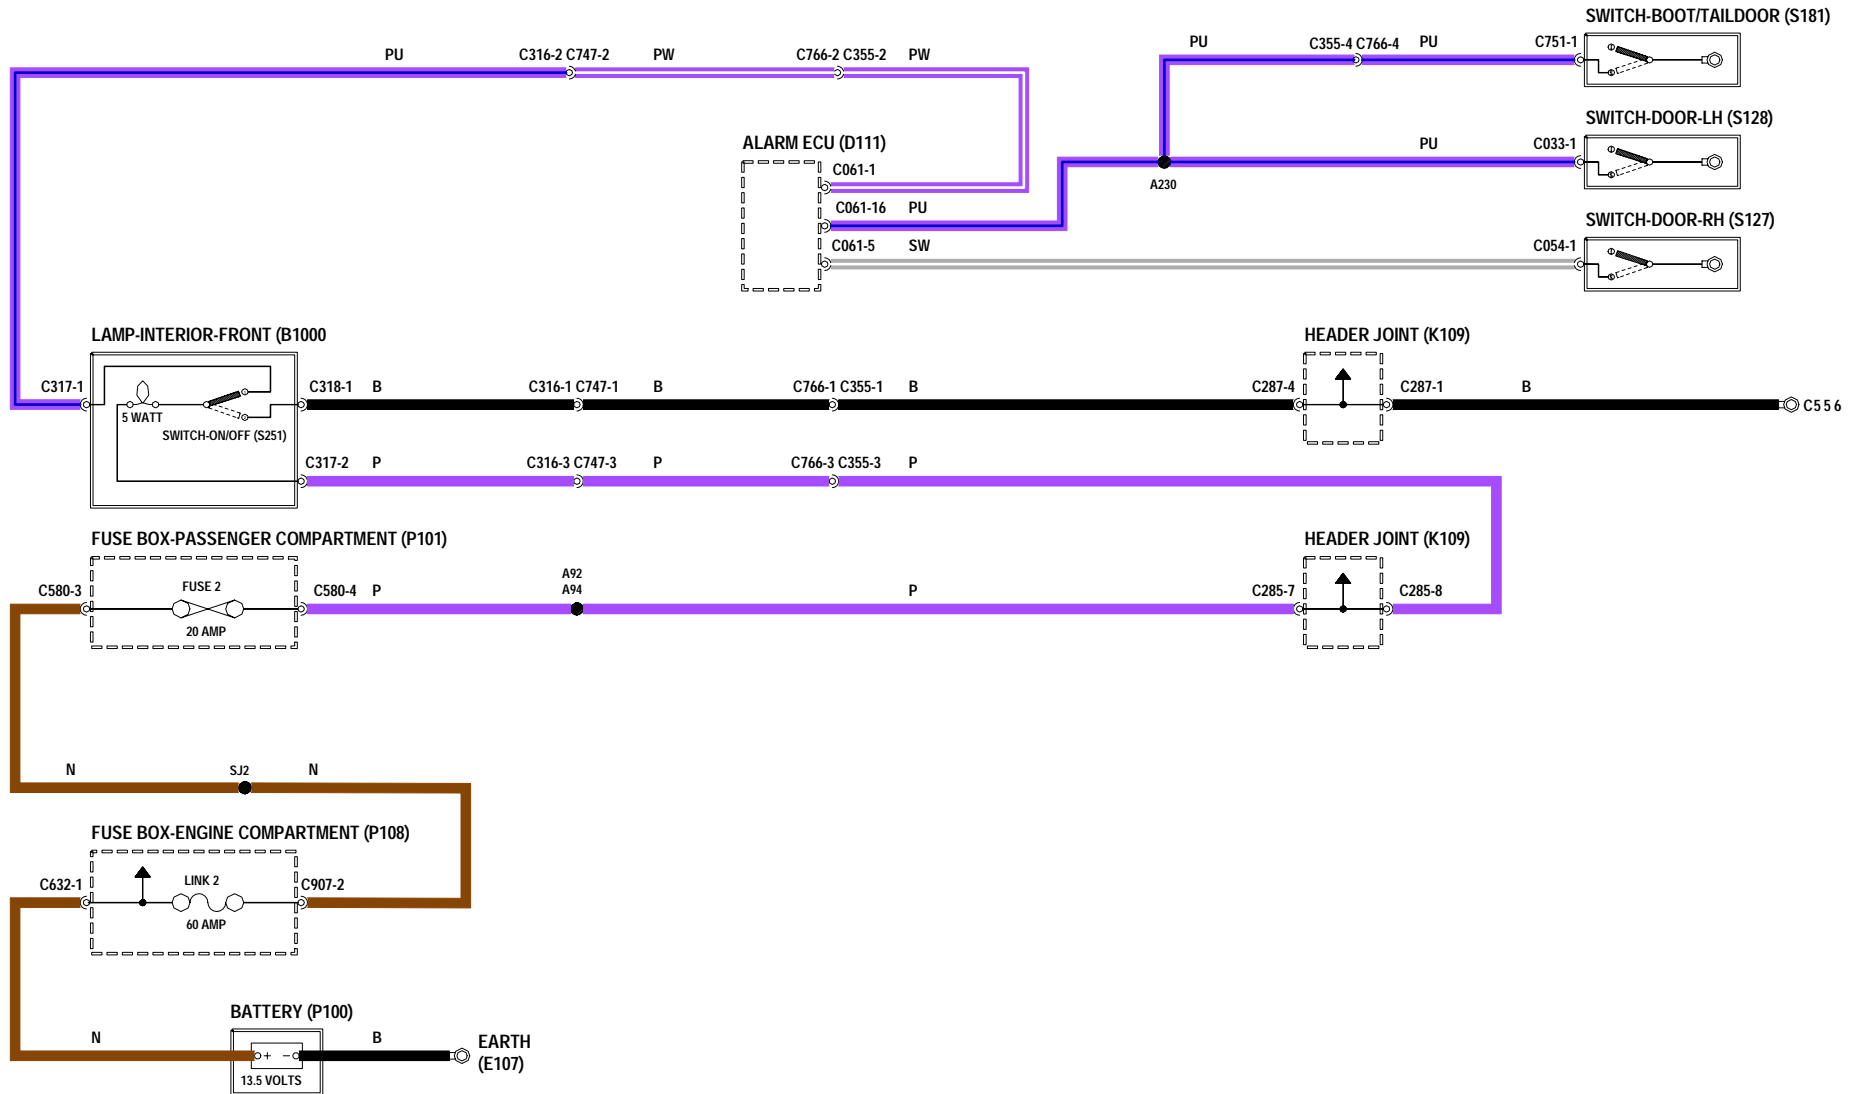 SWITCH-BOOT/TAILDOOR (S181)
PU C316-2 C747-2 PW C766-2 C355-2 PW PU C355-4 C766-4 PU C751-1
SWITCH-DOOR-LH (S128)
ALARM ECU (D111) PU C033-1
C061-1
A230
C061-16 PU
SWITCH-DOOR-RH (S127)
C061-5 SW C054-1
LAMP-INTERIOR-FRONT (B1000 HEADER JOINT (K109)
C317-1 C318-1 B C316-1 C747-1 B C766-1 C355-1 B C287-4 C287-1 B
C556
5 WATT
SWITCH-ON/OFF (S251)
C317-2 P C316-3 C747-3 P C766-3 C355-3 P
FUSE BOX-PASSENGER COMPARTMENT (P101) HEADER JOINT (K109)
A92
C580-3 FUSE 2 C580-4 P A94 P C285-7 C285-8
20 AMP
N SJ2 N
FUSE BOX-ENGINE COMPARTMENT (P108)
C632-1 LINK 2 C907-2
60 AMP
BATTERY (P100)
N B EARTH
+ − (E107)
13.5 VOLTS